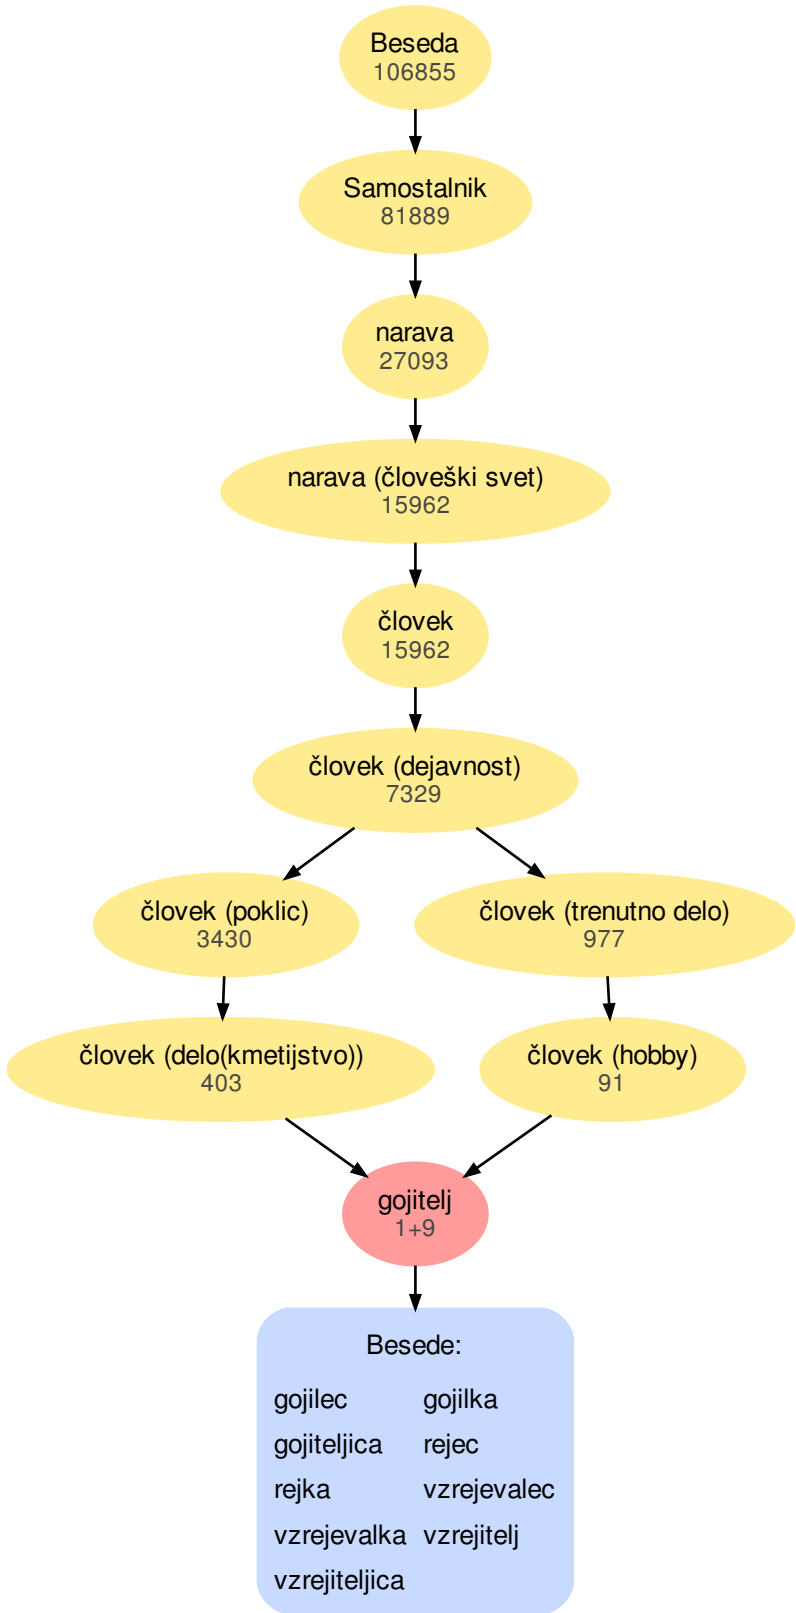 Beseda
106855
Samostalnik
81889
narava
27093
narava (človeški svet)
15962
človek
15962
človek (dejavnost)
7329
človek (poklic)
3430
človek (trenutno delo)
977
človek (delo(kmetijstvo))
403
človek (hobby)
91
gojitelj
1+9
Besede:
gojilec gojilka
gojiteljica rejec
rejka vzrejevalec
vzrejevalka vzrejitelj
vzrejiteljica